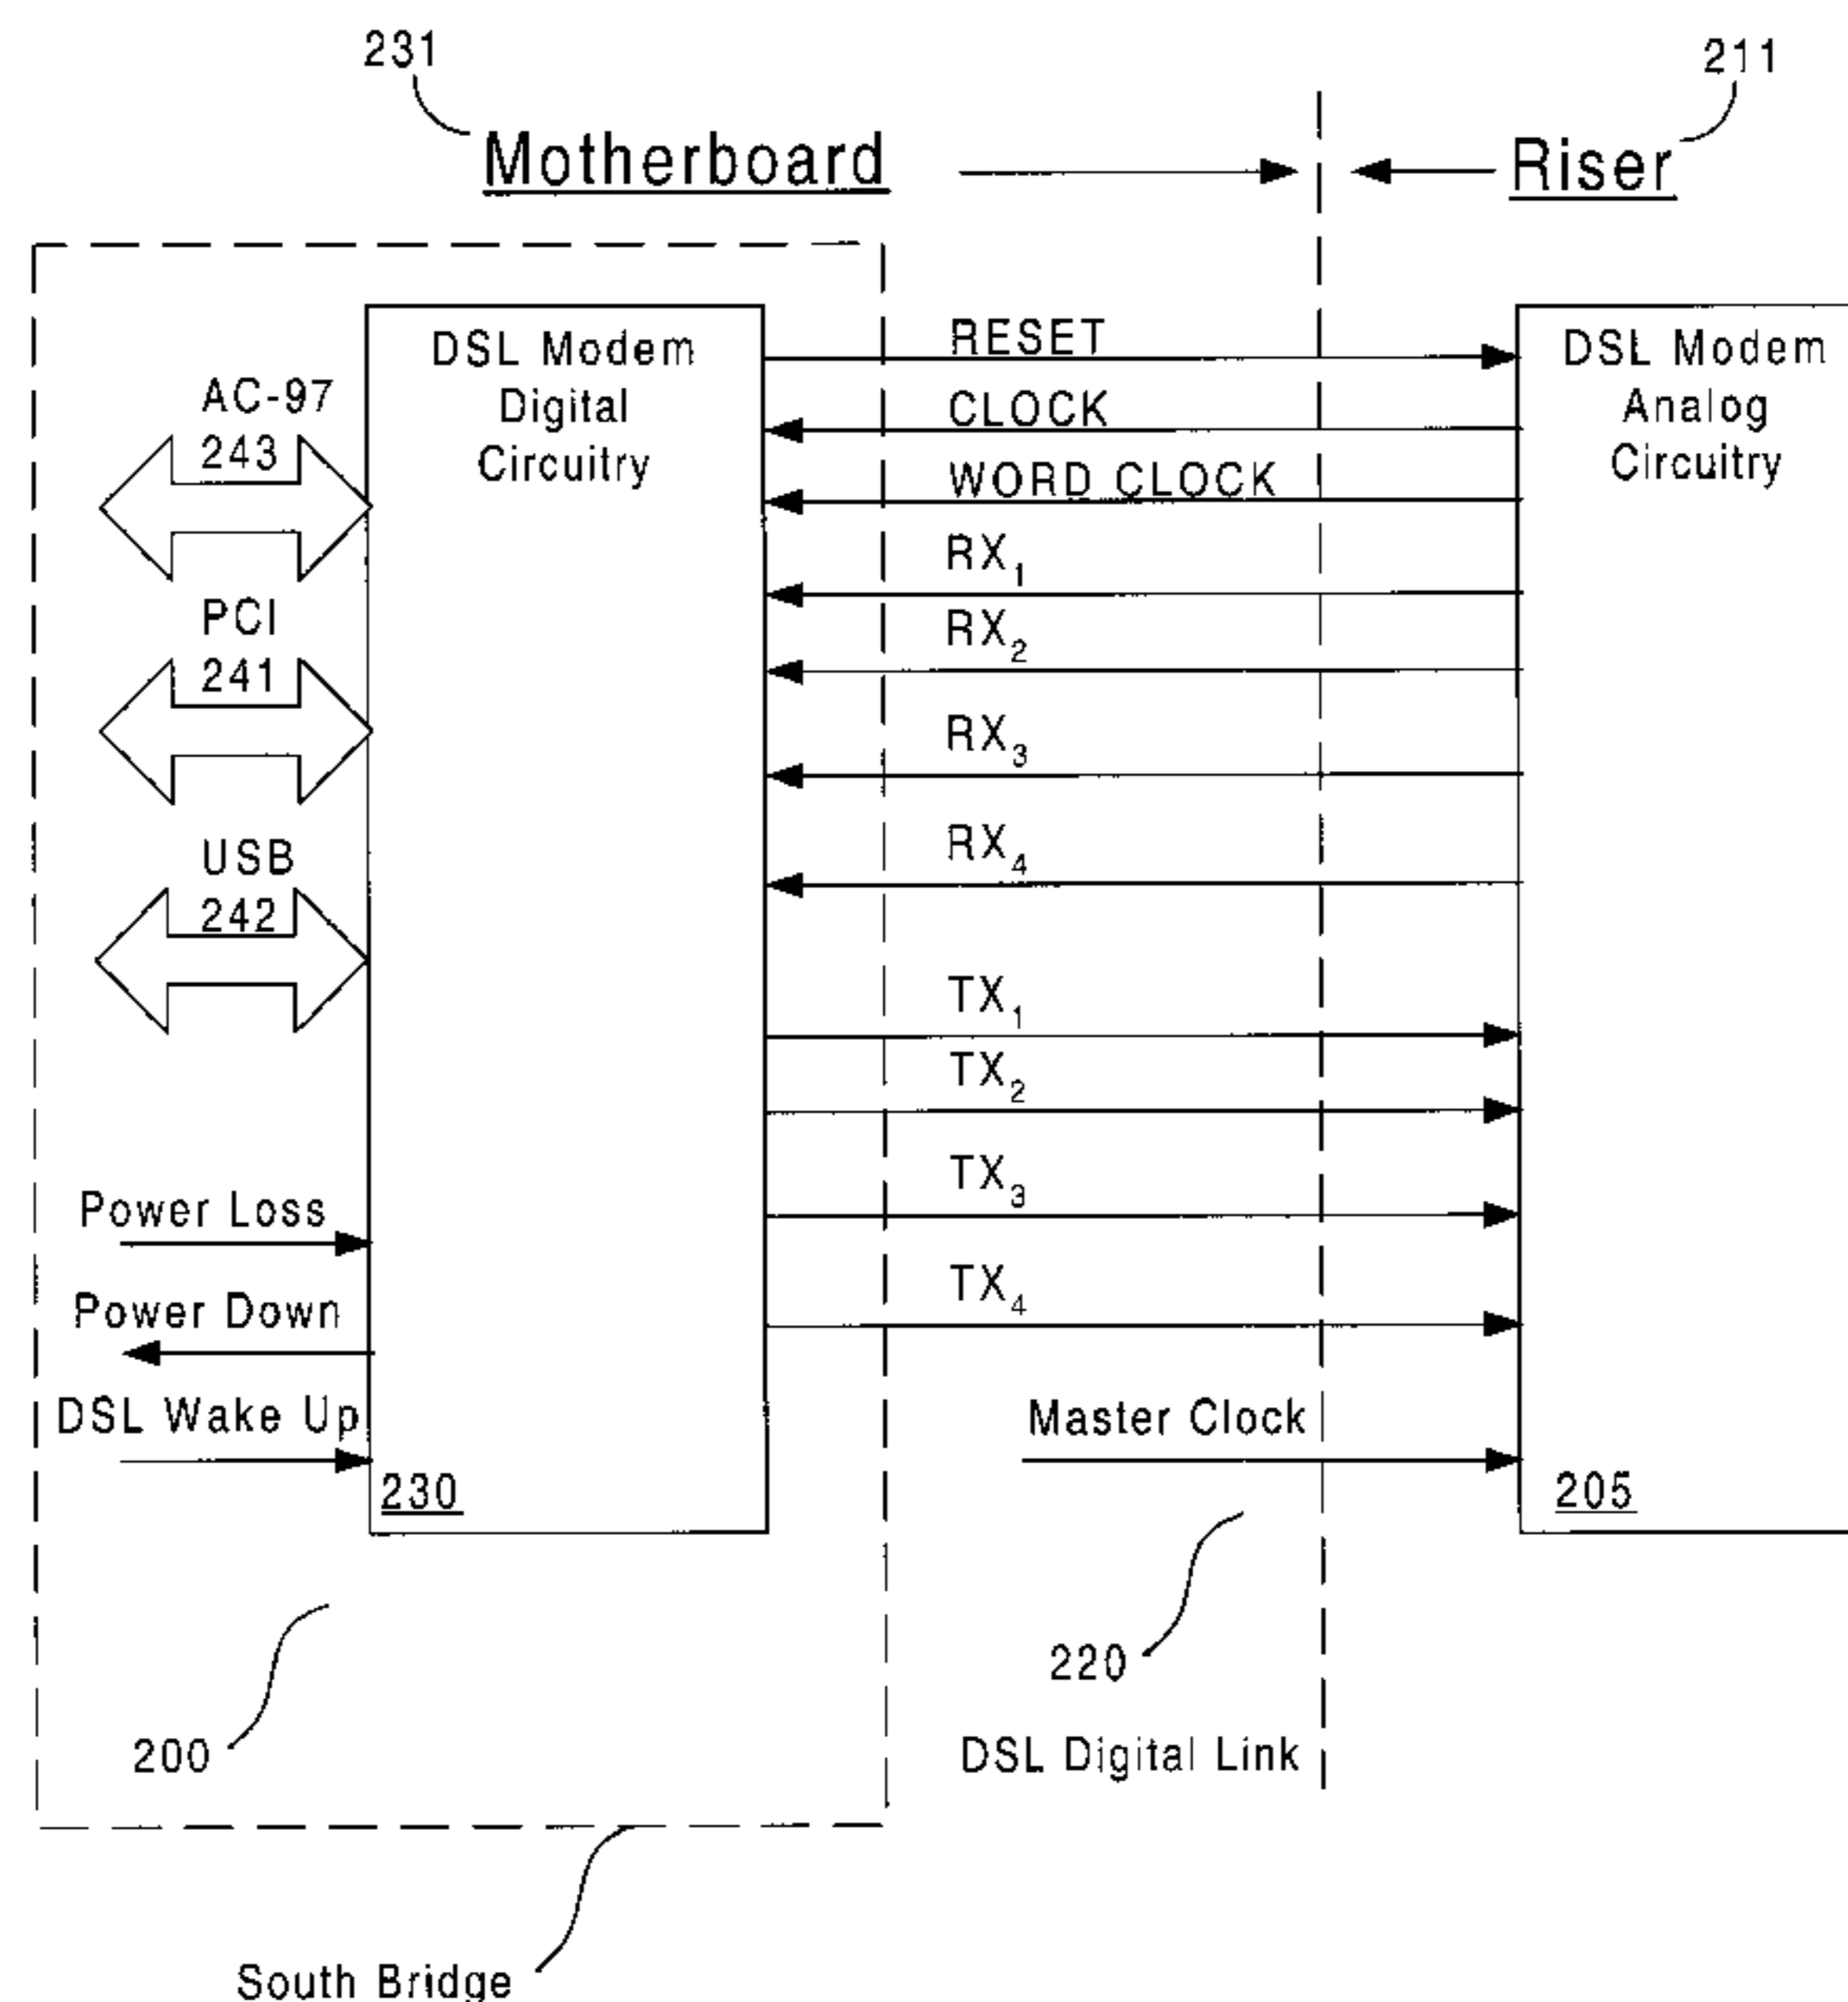 231
211
Motherboard
Riser
DSL Modem
Digital
Circuitry
AC-97
243
PCI
241
USB
242
Power Loss
Power Down
DSL Wake Up
230
RESET
CLOCK
WORD CLOCK
RX₁
RX₂
RX₃
RX₄
TX₁
TX₂
TX₃
TX₄
Master Clock
DSL Modem
Analog
Circuitry
205
220
200
DSL Digital Link
South Bridge